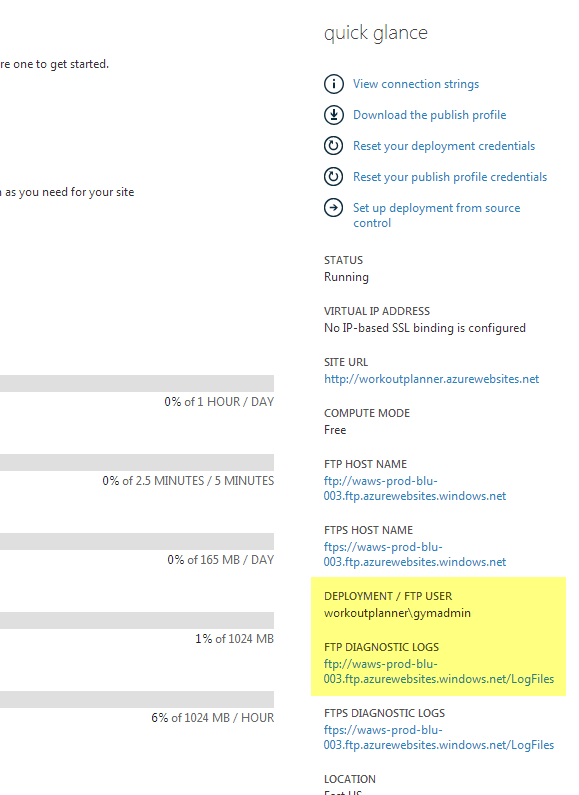 quick glance
re one to get started.
View connection strings
Download the publish profile
Reset your deployment credentials
Reset your publish profile credentials
as you need for your site
Set up deployment from source
control
STATUS
Running
VIRTUAL IP ADDRESS
No IP-based SSL binding is configured
SITE URL
http://workoutplanner.azurewebsites.net
0% of 1 HOUR / DAY
COMPUTE MODE
Free
FTP HOST NAME
0% of 2.5 MINUTES / 5 MINUTES
ftp://waws-prod-blu-
003.ftp.azurewebsites.windows.net
FTPS HOST NAME
ftps://waws-prod-blu-
003.ftp.azurewebsites.windows.net
0% of 165 MB / DAY
DEPLOYMENT / FTP USER
workoutplanner\gymadmin
1% of 1024 MB
FTP DIAGNOSTIC LOGS
ftp://waws-prod-blu-
003.ftp.azurewebsites.windows.net/LogFiles
6% of 1024 MB / HOUR
FTPS DIAGNOSTIC LOGS
ftps://waws-prod-blu-
003.ftp.azurewebsites.windows.net/LogFiles
LOCATION
East US